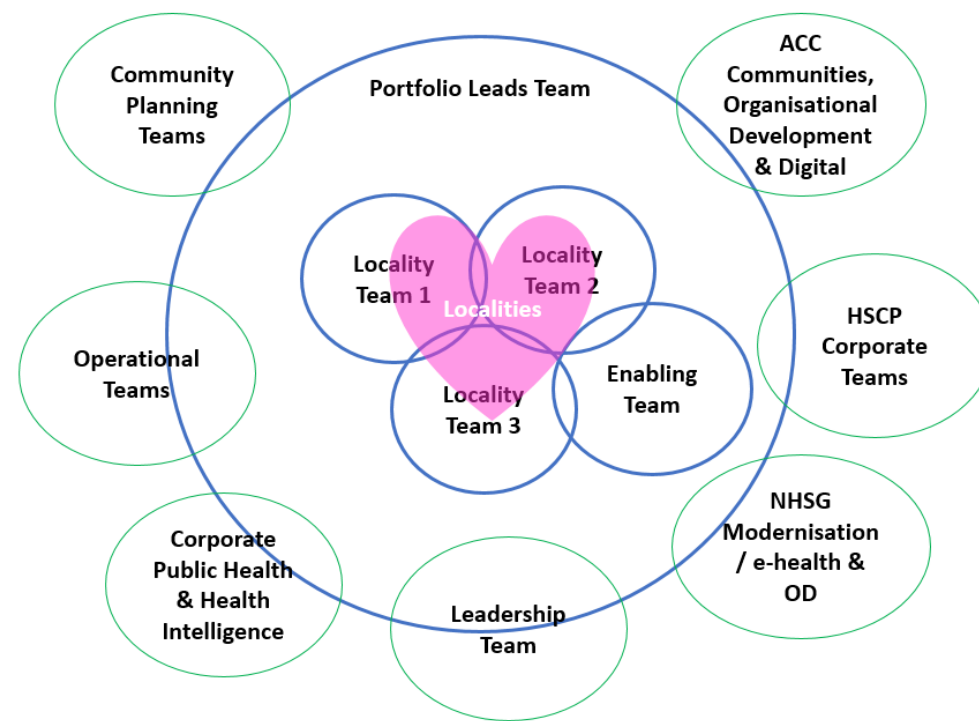 Community
Planning
Teams
Portfolio Leads Team
ACC
Communities,
Organisational
Development
& Digital
Locality
Team 1
Locality
Team 2
Localities
HSCP
Corporate
Teams
Operational
Teams
Enabling
Team
Locality
Team 3
NHSG
Modernisation
/ e-health &
OD
Corporate
Public Health
& Health
Intelligence
Leadership
Team